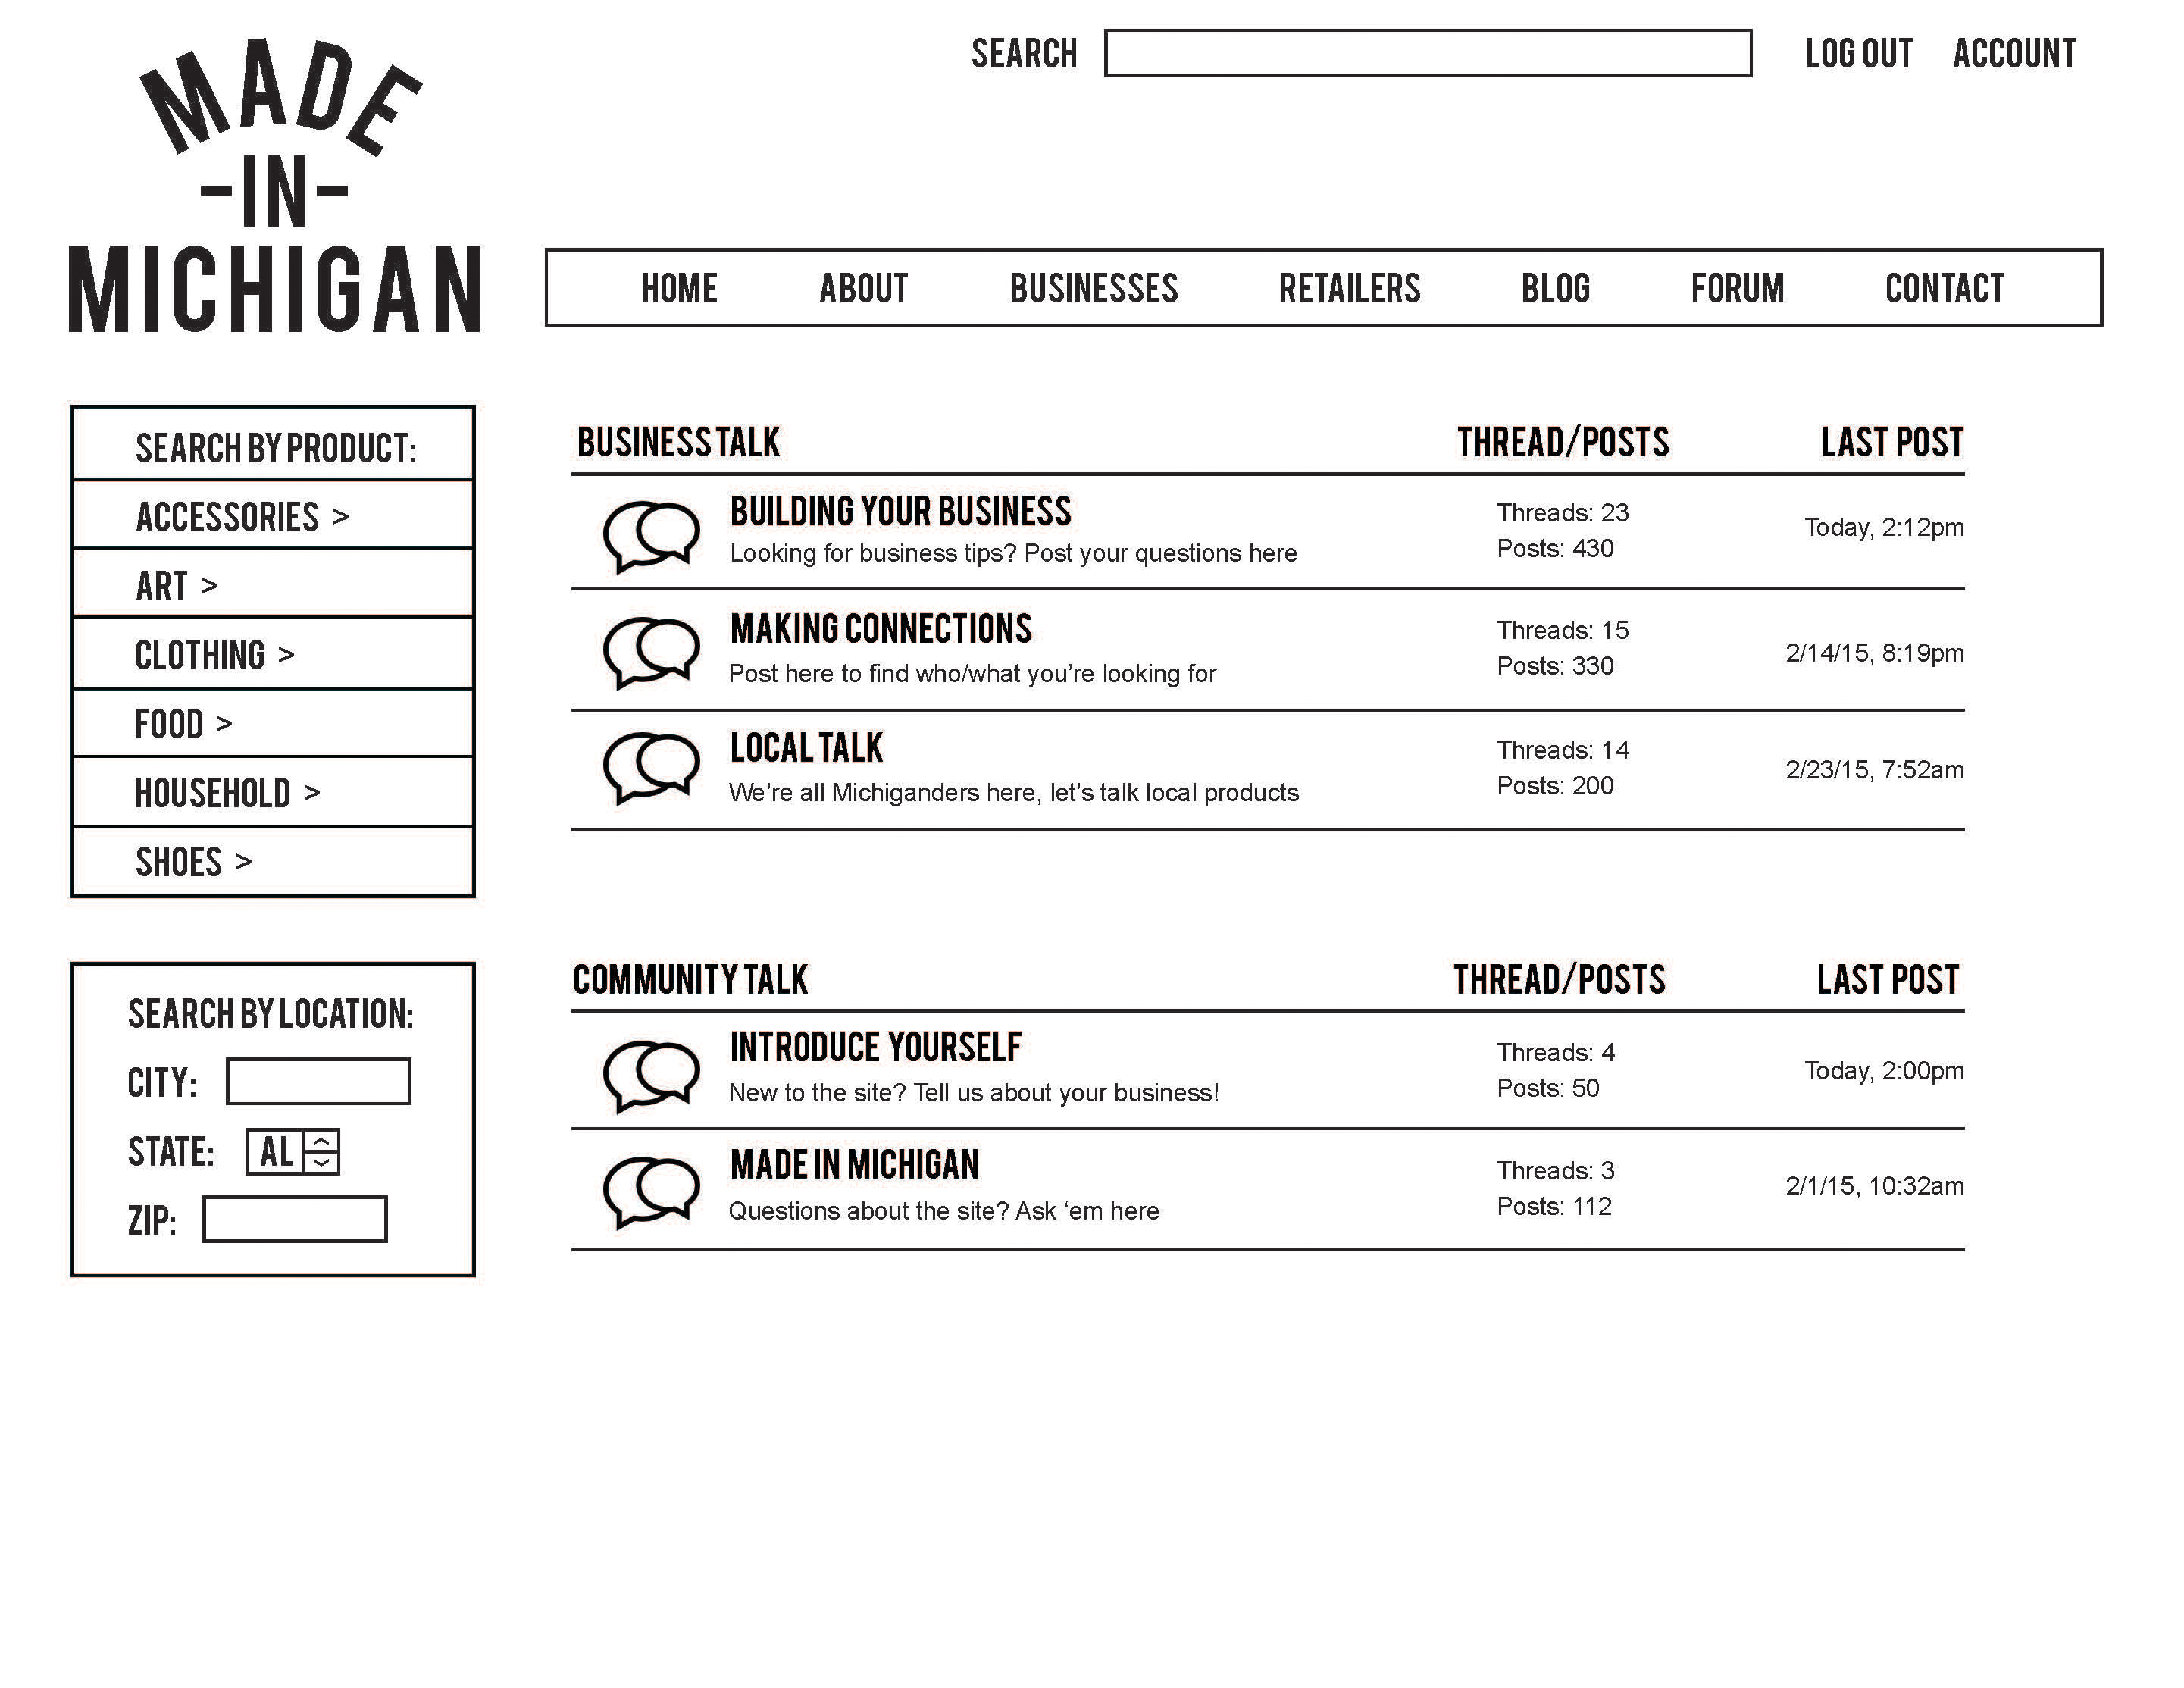 MADE
-IN-
MICHIGAN
SEARCH
LOG OUT ACCOUNT
HOME ABOUT BUSINESSES RETAILERS BLOG FORUM CONTACT
SEARCH BY PRODUCT:
ACCESSORIES >
ART >
CLOTHING >
FOOD >
HOUSEHOLD >
SHOES >
SEARCH BY LOCATION:
CITY:
STATE: AL
ZIP:
BUSINESS TALK THREAD/POSTS LAST POST
BUILDING YOUR BUSINESS
Looking for business tips? Post your questions here
Threads: 23
Posts: 430
Today, 2:12pm
MAKING CONNECTIONS
Post here to find who/what you’re looking for
Threads: 15
Posts: 330
2/14/15, 8:19pm
LOCAL TALK
We’re all Michiganders here, let’s talk local products
Threads: 14
Posts: 200
2/23/15, 7:52am
COMMUNITY TALK THREAD/POSTS LAST POST
INTRODUCE YOURSELF
New to the site? Tell us about your business!
Threads: 4
Posts: 50
Today, 2:00pm
MADE IN MICHIGAN
Questions about the site? Ask ‘em here
Threads: 3
Posts: 112
2/1/15, 10:32am